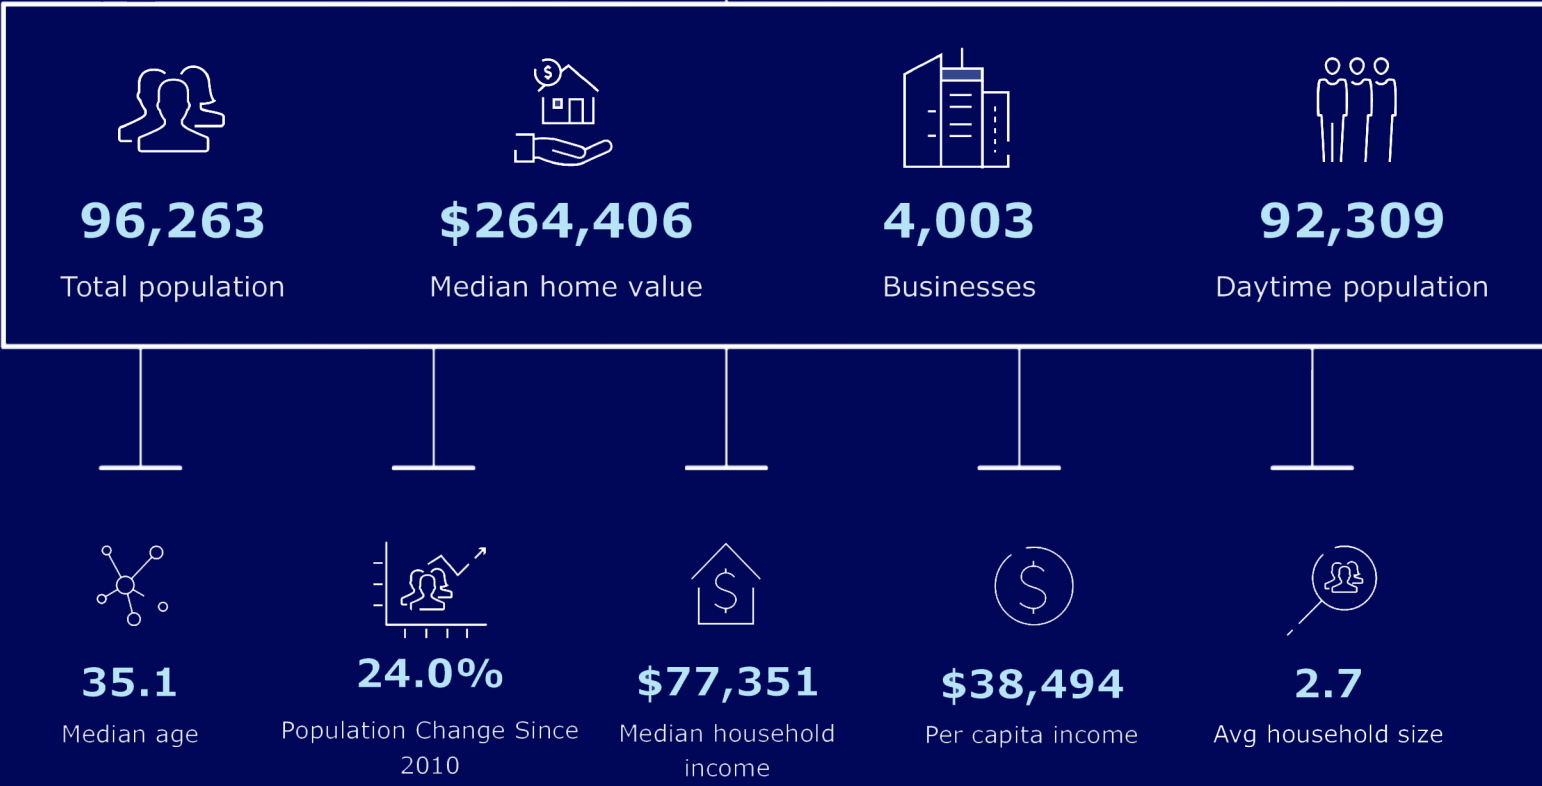 96,263
Total population
$264,406
Median home value
4,003
Businesses
92,309
Daytime population
35.1
Median age
24.0%
Population Change Since
2010
$77,351
Median household
income
$38,494
Per capita income
2.7
Avg household size